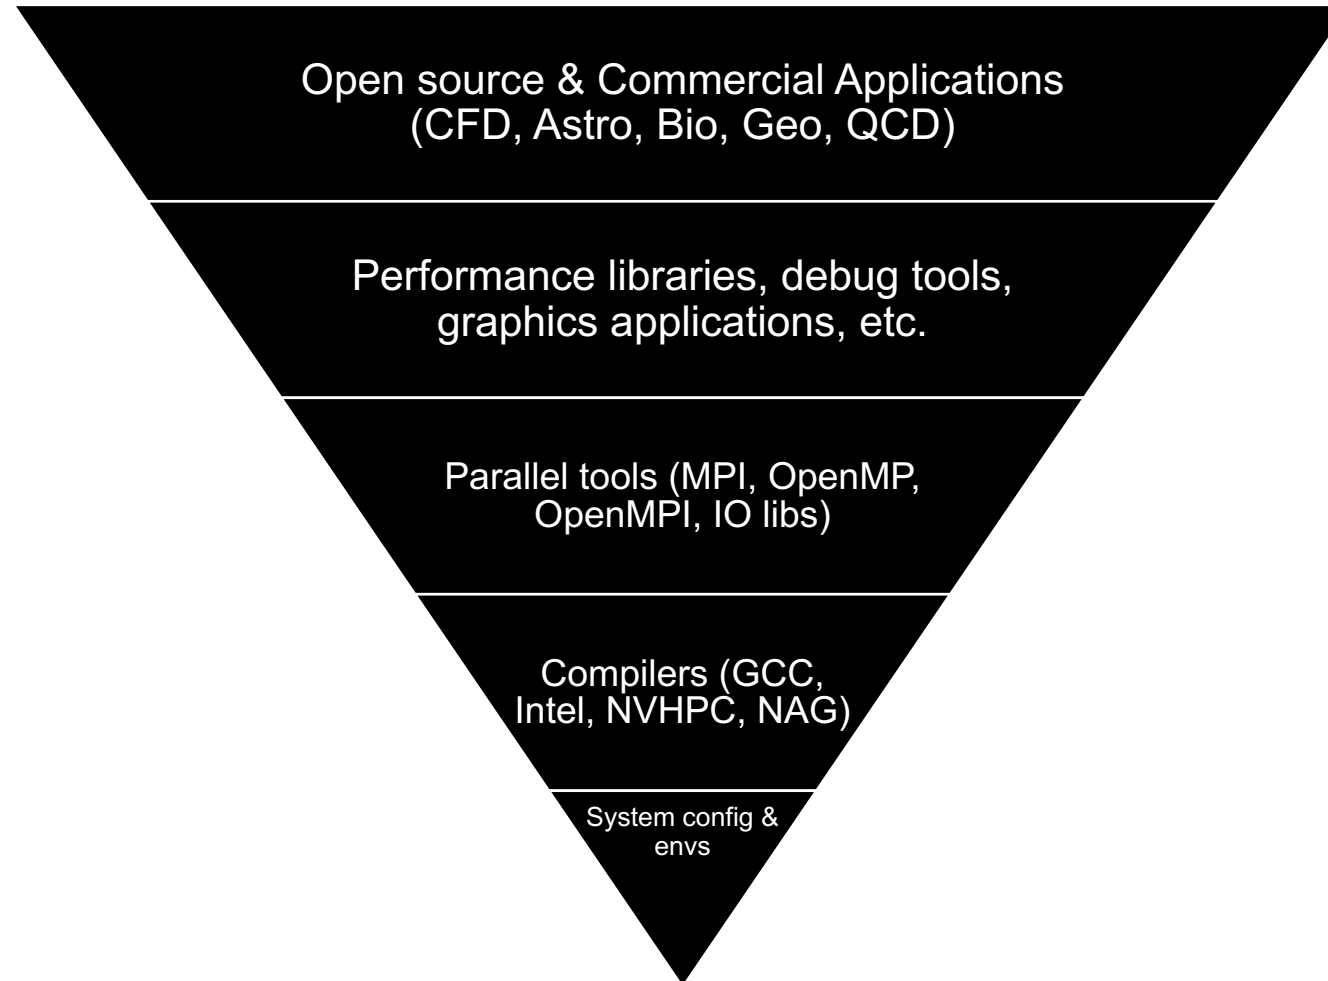 Open source & Commercial Applications
(CFD, Astro, Bio, Geo, QCD)
Performance libraries, debug tools,
graphics applications, etc.
Parallel tools (MPI, OpenMP,
OpenMPI, IO libs)
Compilers (GCC,
Intel, NVHPC, NAG)
System config &
envs